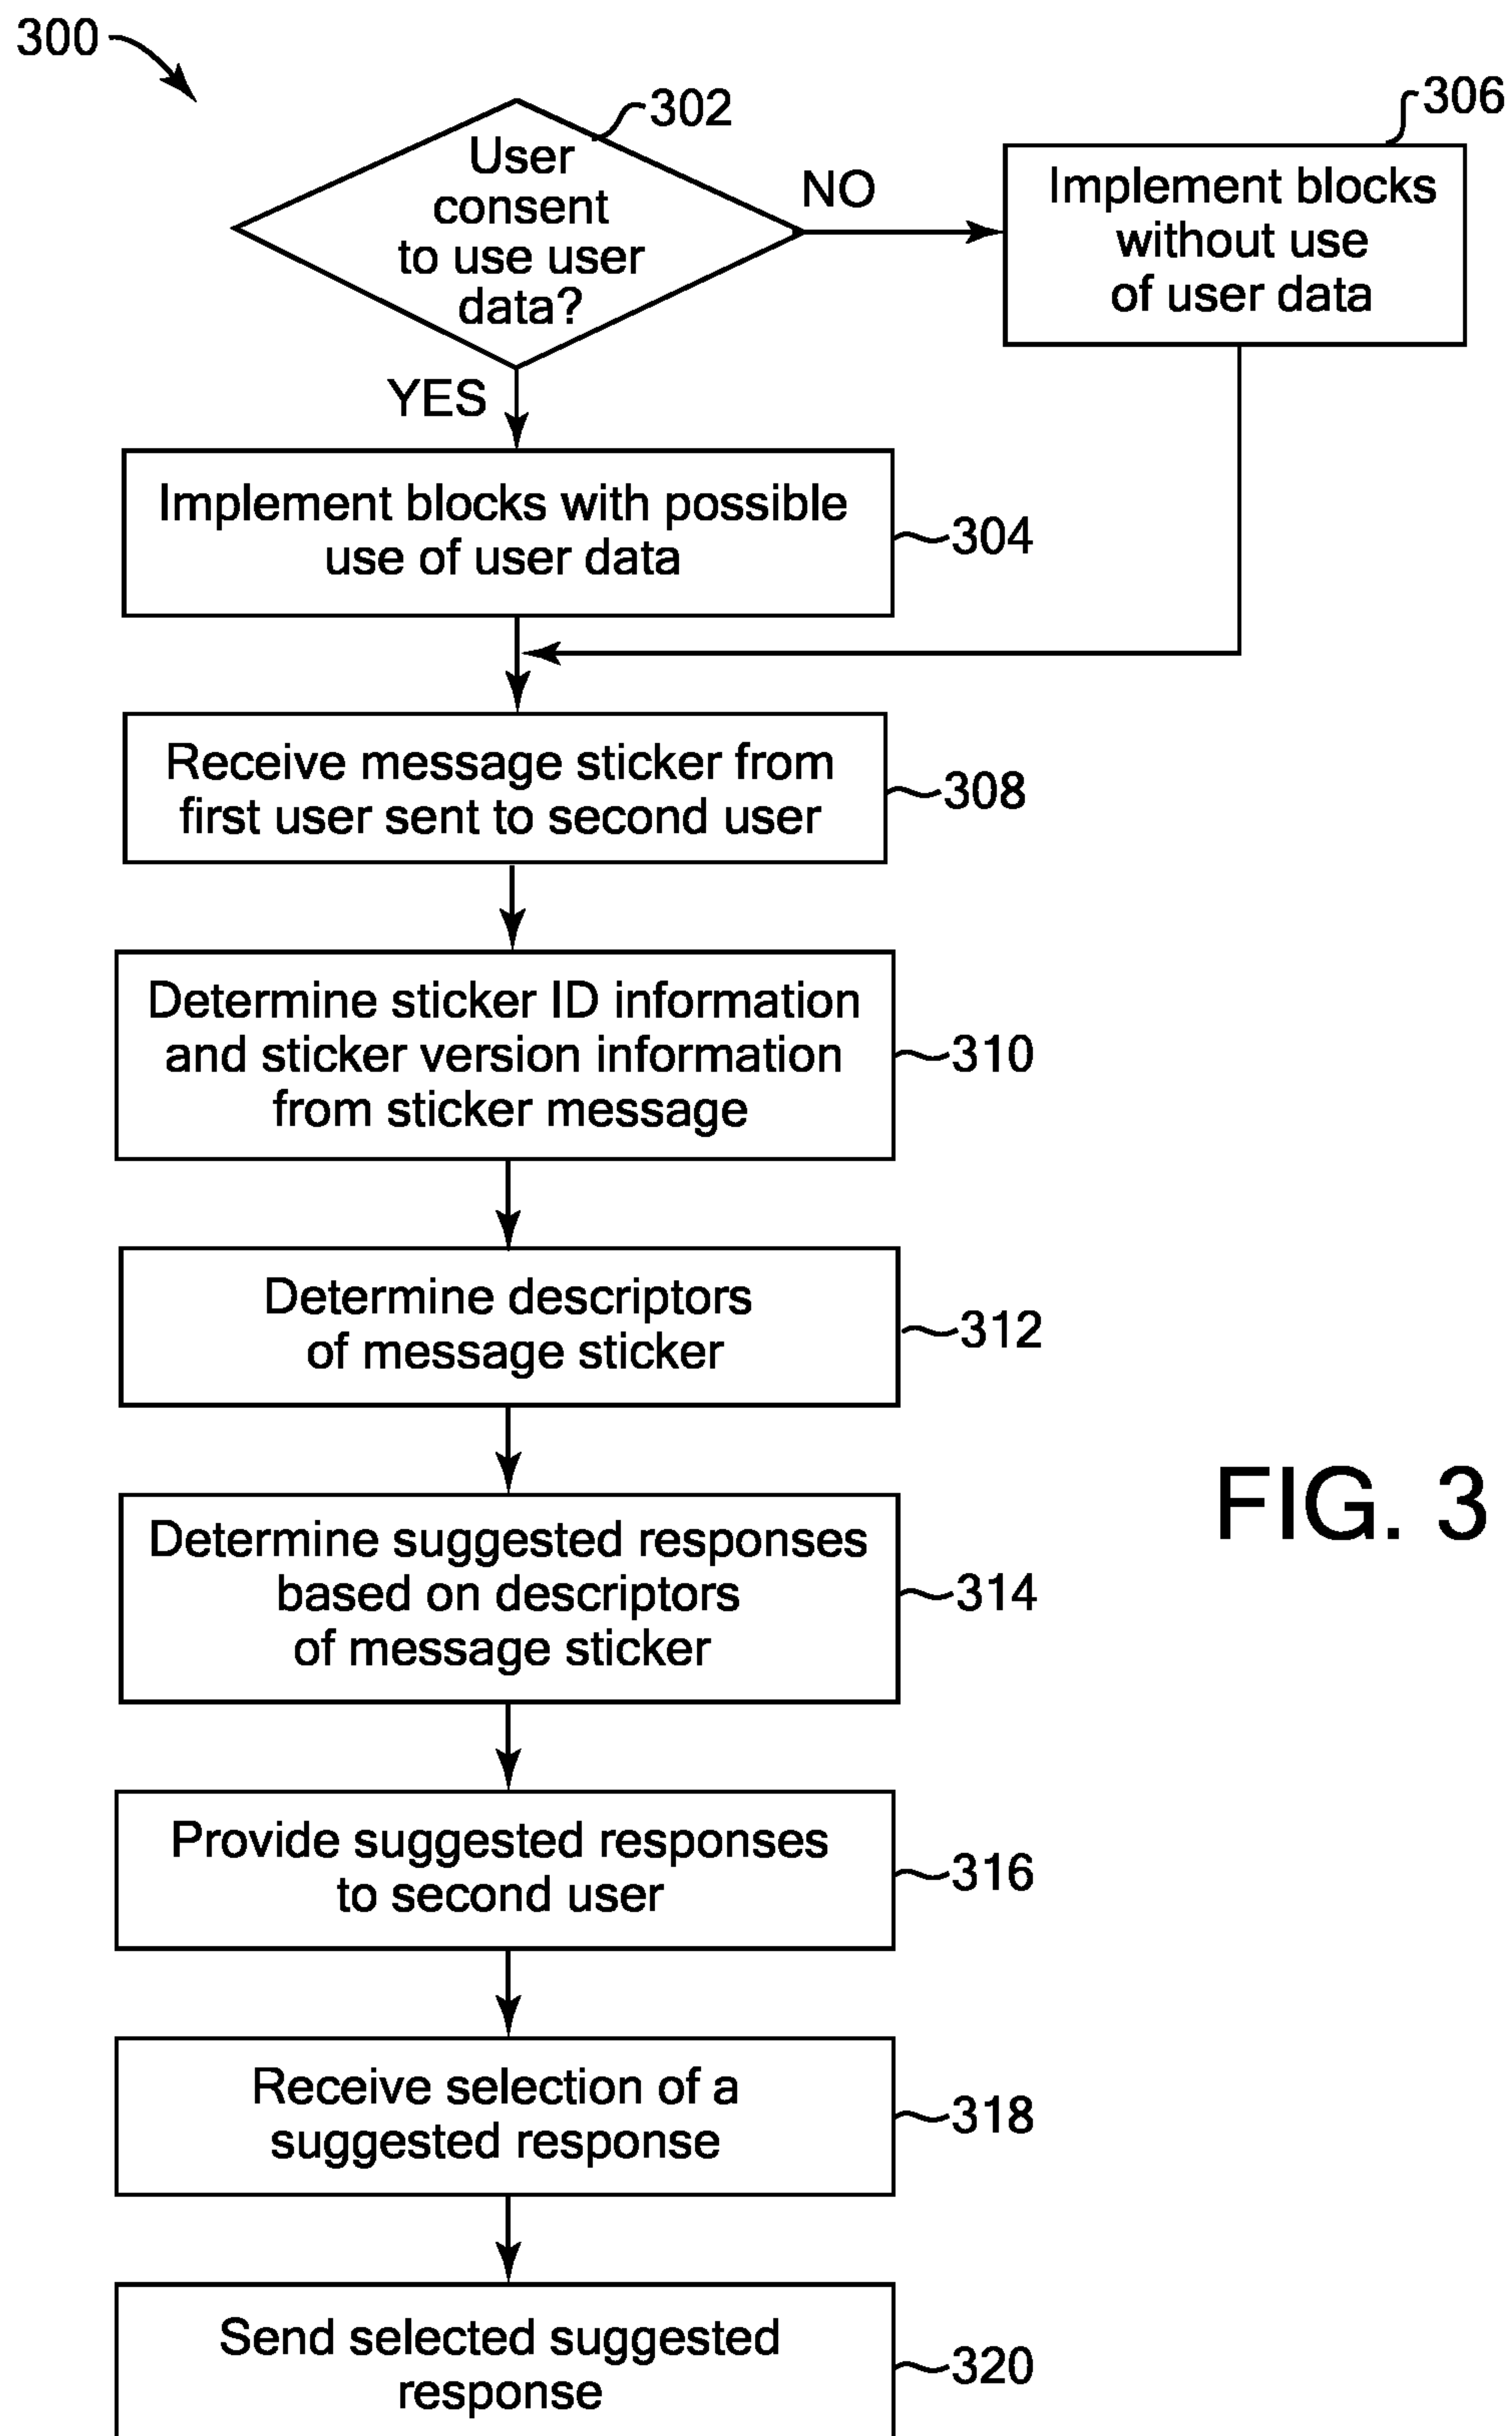 300
302
User
consent
to use user
data?
NO
306
Implement blocks
without use
of user data
YES
Implement blocks with possible
use of user data
304
Receive message sticker from
first user sent to second user
308
Determine sticker ID information
and sticker version information
from sticker message
310
Determine descriptors
of message sticker
312
Determine suggested responses
based on descriptors
of message sticker
314
FIG. 3
Provide suggested responses
to second user
316
Receive selection of a
suggested response
318
Send selected suggested
response
320